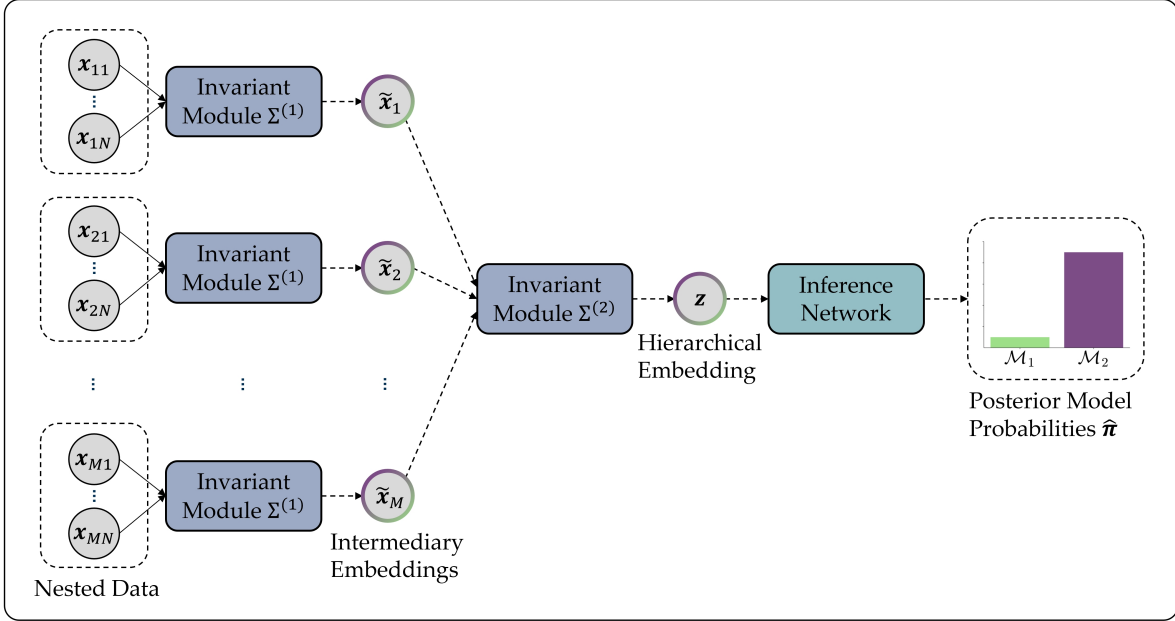 x₁₁
⋮
x₁N
Invariant
Module Σ⁽¹⁾
x̃₁
x₂₁
⋮
x₂N
Invariant
Module Σ⁽¹⁾
x̃₂
⋮
⋮
⋮
xM1
⋮
xMN
Invariant
Module Σ⁽¹⁾
x̃M
Nested Data
Intermediary
Embeddings
Invariant
Module Σ⁽²⁾
z
Hierarchical
Embedding
Inference
Network
ℳ₁
ℳ₂
Posterior Model
Probabilities π̂